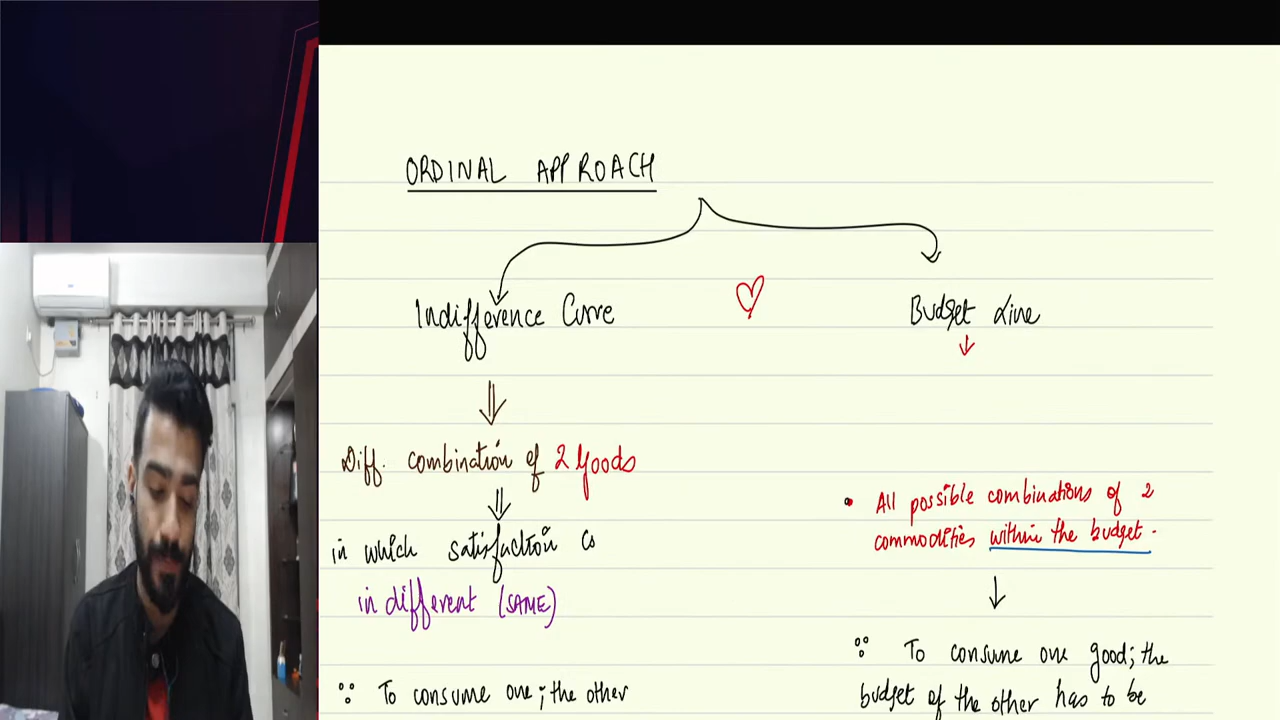 ORDINAL APPROACH
Indifference Curve
Budget Line
Diff. combination of 2 Goods
in which satisfaction is
indifferent (SAME)
• All possible combinations of 2
commodities within the budget.
∵ To consume one good; the
budget of the other has to be
∵ To consume one; the other